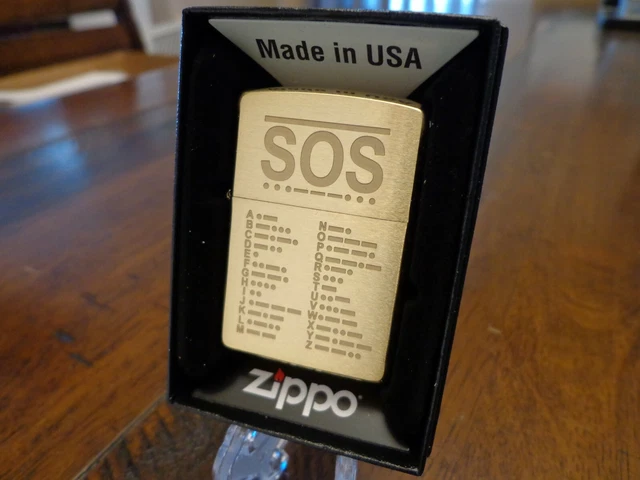 Made in USA
SOS
...---...
A .-
B -...
C -.-.
D -..
E .
F ..-.
G --.
H ....
I ..
J .---
K -.-
L .-..
M --
N -.
O ---
P .--.
Q --.-
R .-.
S ...
T -
U ..-
V ...-
W .--
X -..-
Y -.--
Z --..
zippo